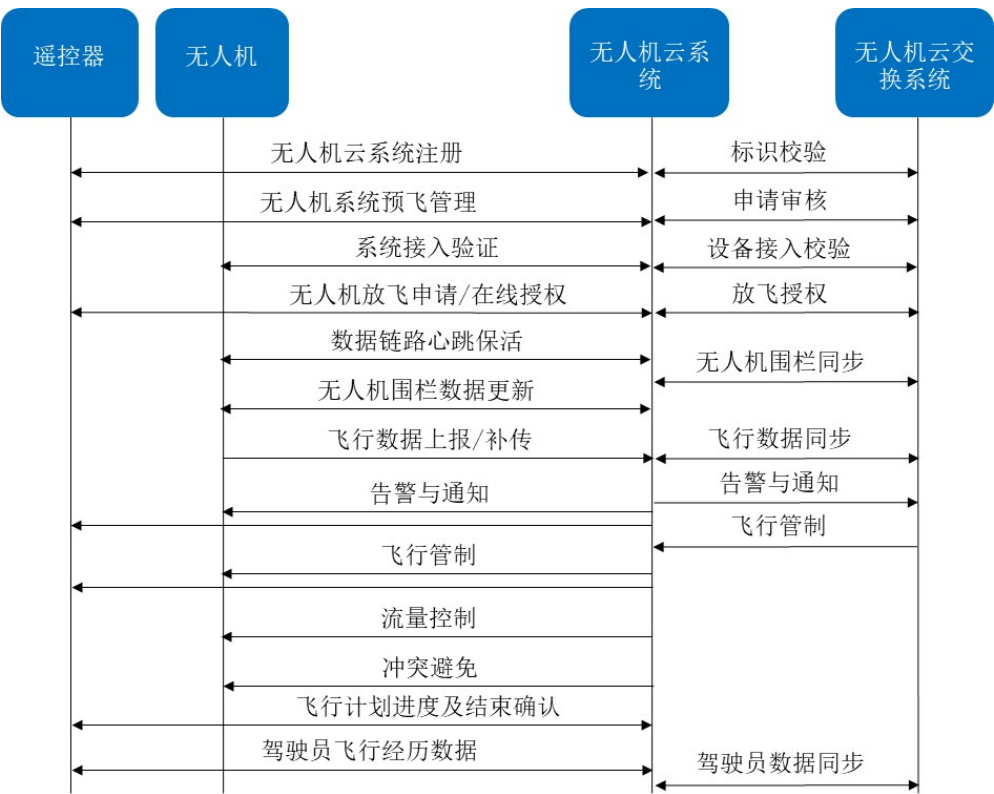 遥控器
无人机
无人机云系
统
无人机云交
换系统
无人机云系统注册
标识校验
无人机系统预飞管理
申请审核
系统接入验证
设备接入校验
无人机放飞申请/在线授权
放飞授权
数据链路心跳保活
无人机围栏同步
无人机围栏数据更新
飞行数据上报/补传
飞行数据同步
告警与通知
告警与通知
飞行管制
飞行管制
流量控制
冲突避免
飞行计划进度及结束确认
驾驶员飞行经历数据
驾驶员数据同步